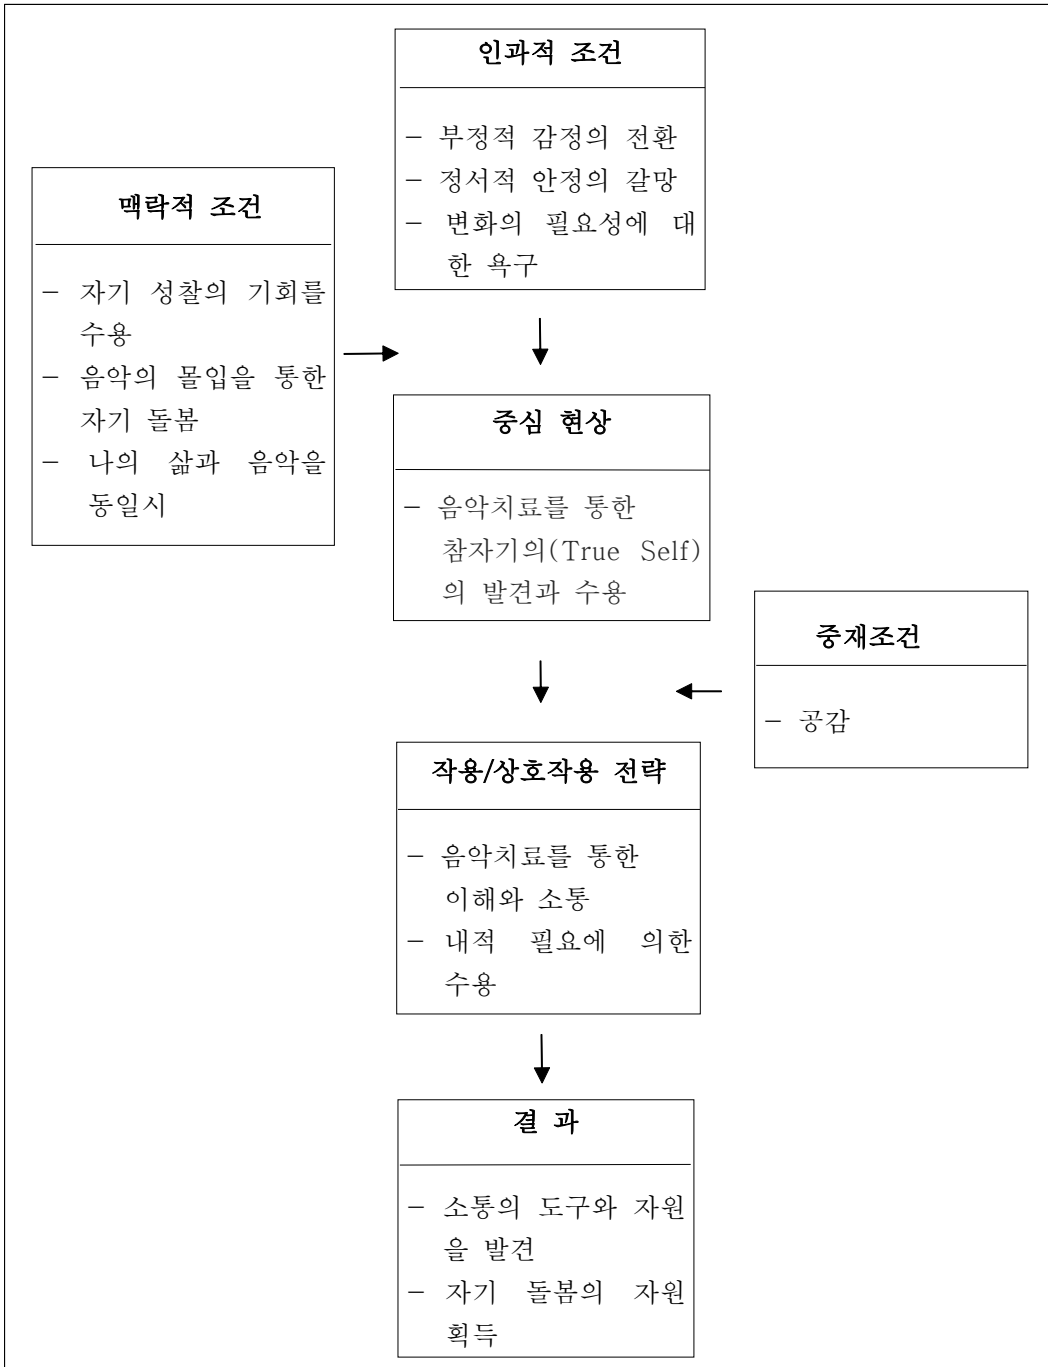 인과적 조건
– 부정적 감정의 전환
– 정서적 안정의 갈망
– 변화의 필요성에 대
한 욕구
맥락적 조건
– 자기 성찰의 기회를
수용
– 음악의 몰입을 통한
자기 돌봄
– 나의 삶과 음악을
동일시
중심 현상
– 음악치료를 통한
참자기의(True Self)
의 발견과 수용
중재조건
– 공감
작용/상호작용 전략
– 음악치료를 통한
이해와 소통
– 내적 필요에 의한
수용
결 과
– 소통의 도구와 자원
을 발견
– 자기 돌봄의 자원
획득